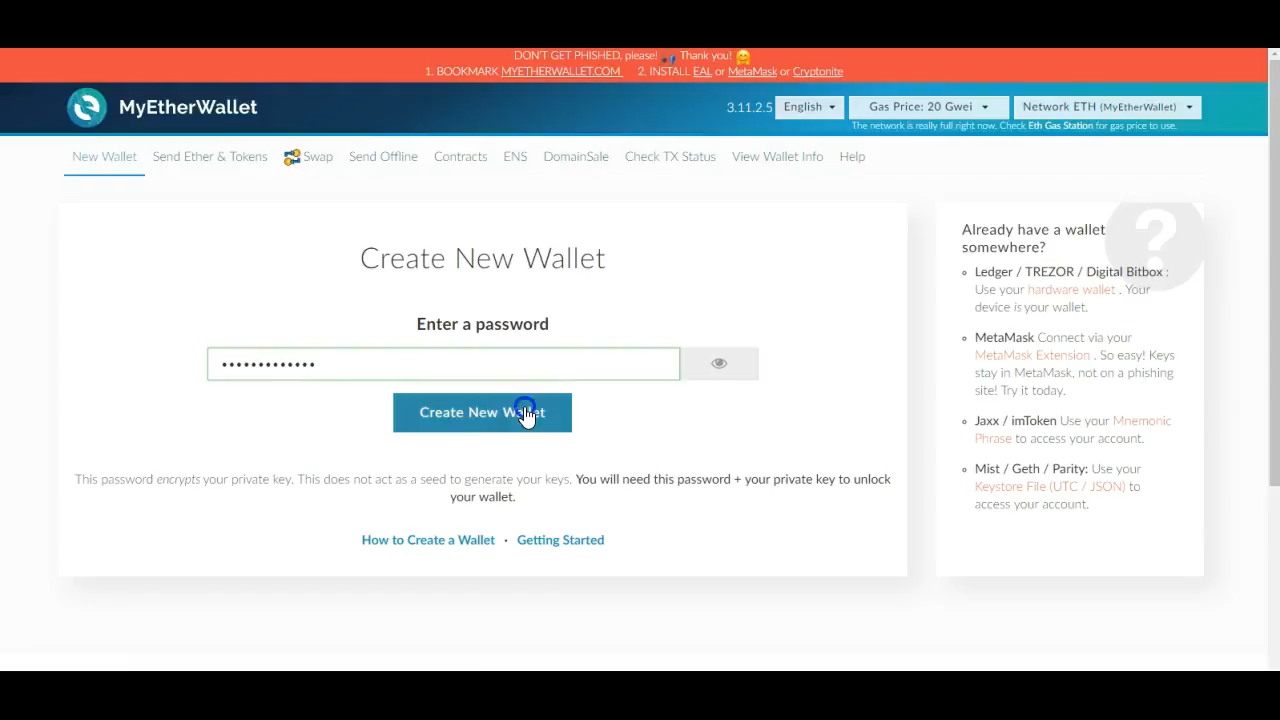 DON'T GET PHISHED, please! Thank you!
1. BOOKMARK MYETHERWALLET.COM 2. INSTALL EAL or MetaMask or Cryptonite
MyEtherWallet
3.11.2.5 English Gas Price: 20 Gwei Network ETH (MyEtherWallet)
The network is really full right now. Check Eth Gas Station for gas price to use.
New Wallet Send Ether & Tokens Swap Send Offline Contracts ENS DomainSale Check TX Status View Wallet Info Help
Create New Wallet
Enter a password
•••••••••••••
Create New Wallet
This password encrypts your private key. This does not act as a seed to generate your keys. You will need this password + your private key to unlock
your wallet.
How to Create a Wallet · Getting Started
Already have a wallet
somewhere?
?
Ledger / TREZOR / Digital Bitbox :
Use your hardware wallet . Your
device is your wallet.
MetaMask Connect via your
MetaMask Extension . So easy! Keys
stay in MetaMask, not on a phishing
site! Try it today.
Jaxx / imToken Use your Mnemonic
Phrase to access your account.
Mist / Geth / Parity: Use your
Keystore File (UTC / JSON) to
access your account.